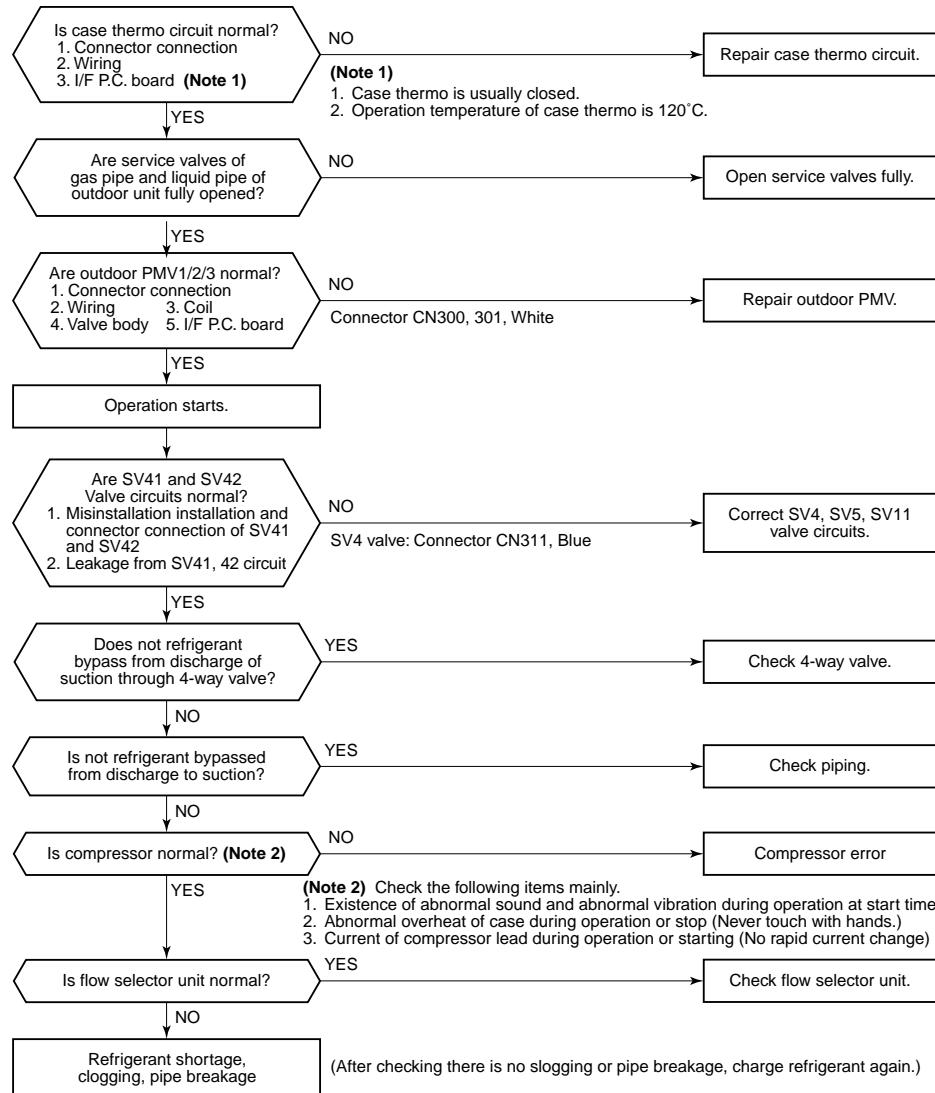 Is case thermo circuit normal?
1. Connector connection
2. Wiring
3. I/F P.C. board (Note 1)
NO
Repair case thermo circuit.
(Note 1)
1. Case thermo is usually closed.
2. Operation temperature of case thermo is 120˚C.
YES
Are service valves of
gas pipe and liquid pipe of
outdoor unit fully opened?
NO
Open service valves fully.
YES
Are outdoor PMV1/2/3 normal?
1. Connector connection
2. Wiring 3. Coil
4. Valve body 5. I/F P.C. board
NO
Connector CN300, 301, White
Repair outdoor PMV.
YES
Operation starts.
Are SV41 and SV42
Valve circuits normal?
1. Misinstallation installation and
connector connection of SV41
and SV42
2. Leakage from SV41, 42 circuit
NO
SV4 valve: Connector CN311, Blue
Correct SV4, SV5, SV11
valve circuits.
YES
Does not refrigerant
bypass from discharge of
suction through 4-way valve?
YES
Check 4-way valve.
NO
Is not refrigerant bypassed
from discharge to suction?
YES
Check piping.
NO
Is compressor normal? (Note 2)
NO
Compressor error
YES
(Note 2) Check the following items mainly.
1. Existence of abnormal sound and abnormal vibration during operation at start time
2. Abnormal overheat of case during operation or stop (Never touch with hands.)
3. Current of compressor lead during operation or starting (No rapid current change)
Is flow selector unit normal?
YES
Check flow selector unit.
NO
Refrigerant shortage,
clogging, pipe breakage
(After checking there is no slogging or pipe breakage, charge refrigerant again.)